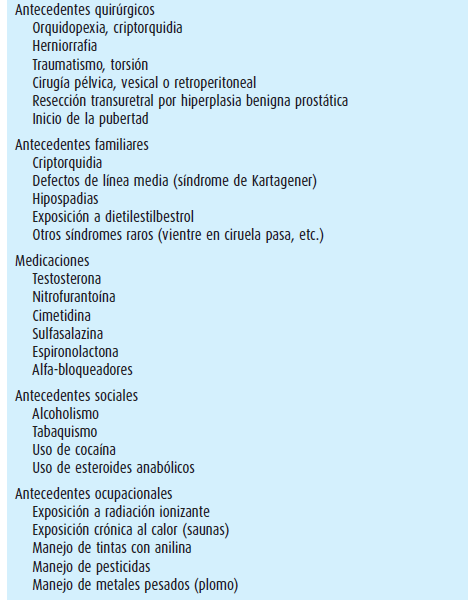 Antecedentes quirúrgicos
Orquidopexia, criptorquidia
Herniorrafia
Traumatismo, torsión
Cirugía pélvica, vesical o retroperitoneal
Resección transuretral por hiperplasia benigna prostática
Inicio de la pubertad
Antecedentes familiares
Criptorquidia
Defectos de línea media (síndrome de Kartagener)
Hipospadias
Exposición a dietilestilbestrol
Otros síndromes raros (vientre en ciruela pasa, etc.)
Medicaciones
Testosterona
Nitrofurantoína
Cimetidina
Sulfasalazina
Espironolactona
Alfa-bloqueadores
Antecedentes sociales
Alcoholismo
Tabaquismo
Uso de cocaína
Uso de esteroides anabólicos
Antecedentes ocupacionales
Exposición a radiación ionizante
Exposición crónica al calor (saunas)
Manejo de tintas con anilina
Manejo de pesticidas
Manejo de metales pesados (plomo)